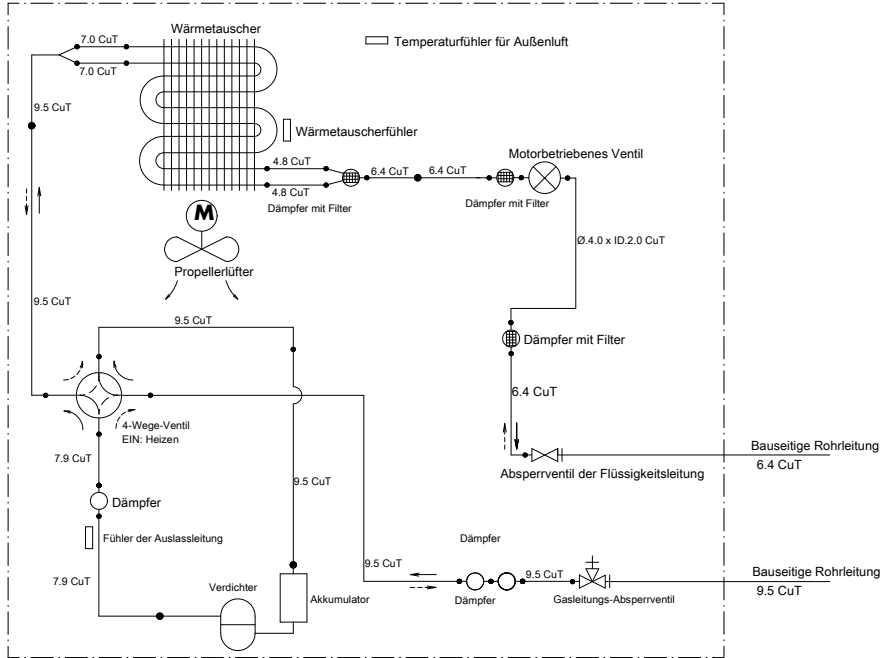 Wärmetauscher
7.0 CuT
7.0 CuT
Temperaturfühler für Außenluft
9.5 CuT
Wärmetauscherfühler
Motorbetriebenes Ventil
4.8 CuT
6.4 CuT
6.4 CuT
4.8 CuT
Dämpfer mit Filter
Dämpfer mit Filter
M
Ø.4.0 x ID.2.0 CuT
Propellerlüfter
9.5 CuT
9.5 CuT
Dämpfer mit Filter
6.4 CuT
4-Wege-Ventil
EIN: Heizen
7.9 CuT
Bauseitige Rohrleitung
6.4 CuT
Absperrventil der Flüssigkeitsleitung
9.5 CuT
Dämpfer
Fühler der Auslassleitung
Dämpfer
9.5 CuT
9.5 CuT
Bauseitige Rohrleitung
9.5 CuT
7.9 CuT
Verdichter
Akkumulator
Dämpfer
Gasleitungs-Absperrventil